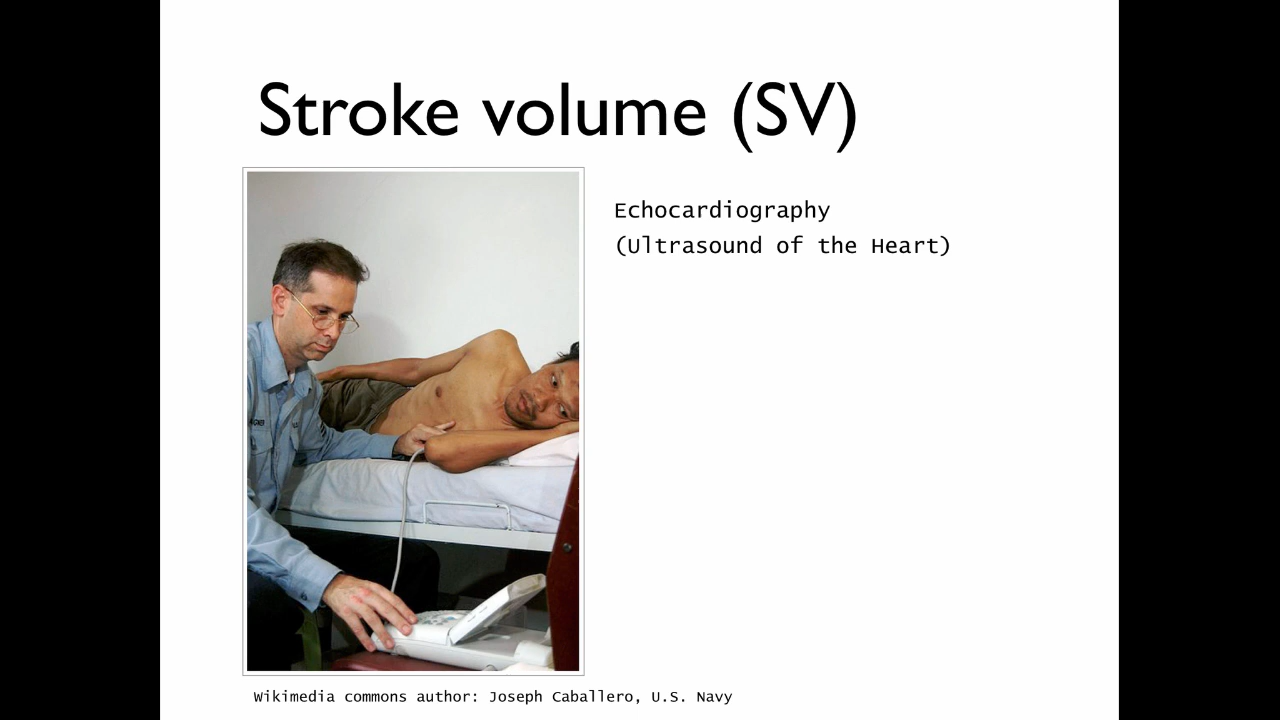 Stroke volume (SV)
Echocardiography
(Ultrasound of the Heart)
Wikimedia commons author: Joseph Caballero, U.S. Navy